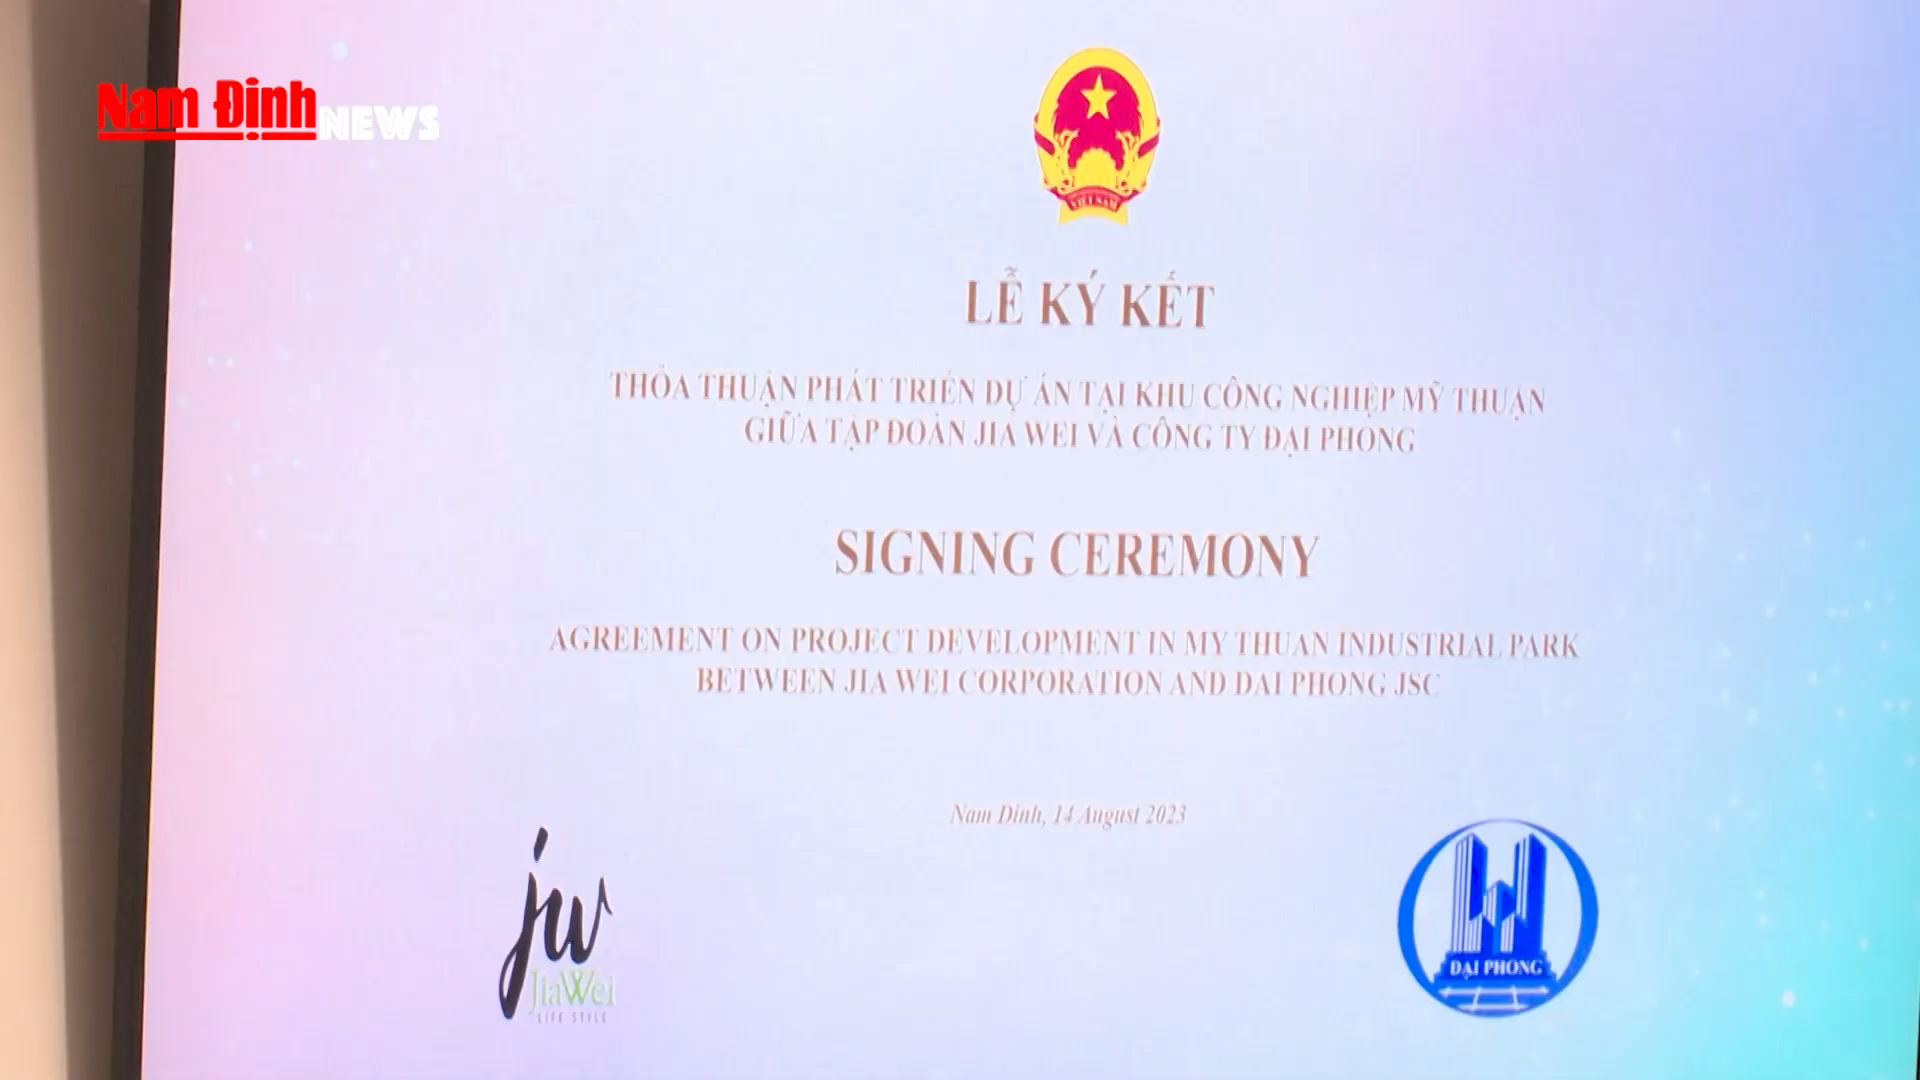 Nam Định NEWS
VIỆT NAM
LỄ KÝ KẾT
THỎA THUẬN PHÁT TRIỂN DỰ ÁN TẠI KHU CÔNG NGHIỆP MỸ THUẬN
GIỮA TẬP ĐOÀN JIA WEI VÀ CÔNG TY ĐẠI PHONG
SIGNING CEREMONY
AGREEMENT ON PROJECT DEVELOPMENT IN MY THUAN INDUSTRIAL PARK
BETWEEN JIA WEI CORPORATION AND DAI PHONG JSC
Nam Dinh, 14 August 2023
jw
JiaWei
LIFE STYLE
ĐẠI PHONG